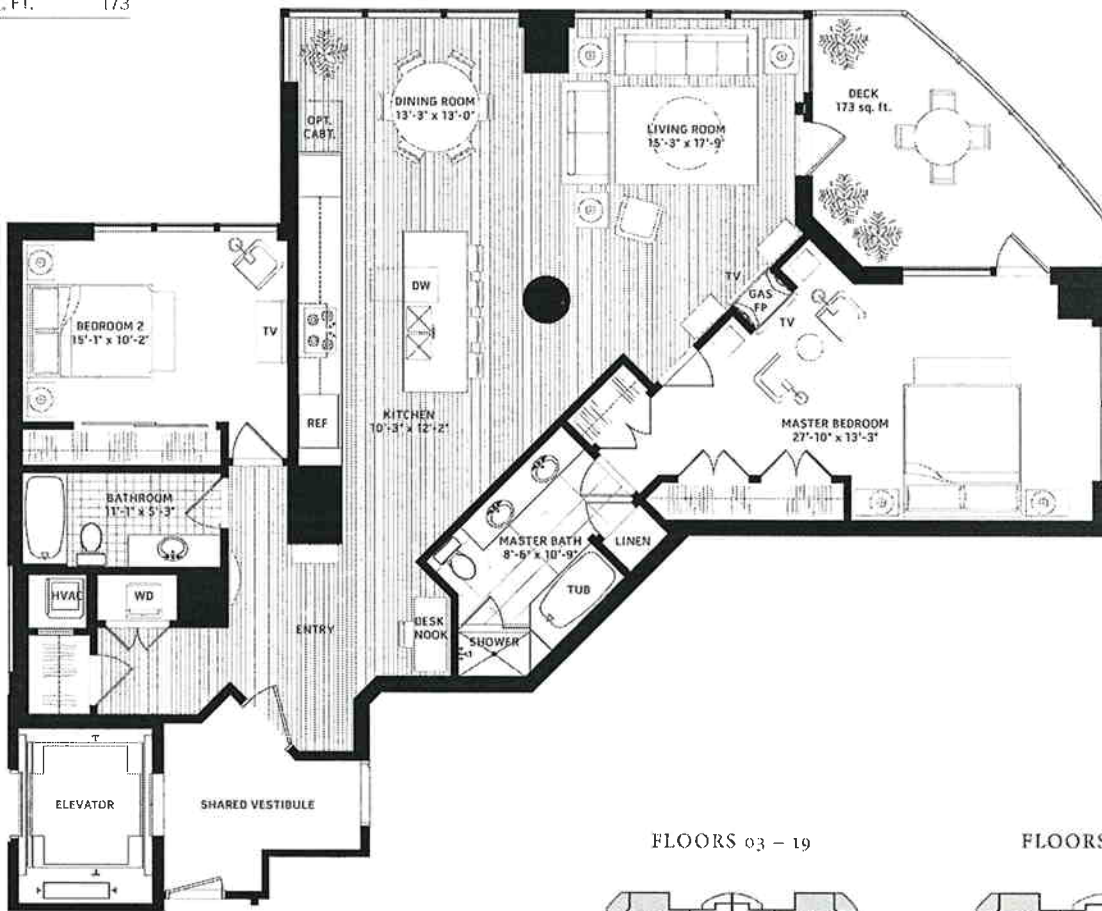 FT. 173
DINING ROOM
13'-3" x 13'-0"
OPT.
CABT.
LIVING ROOM
15'-3" x 17'-9"
DECK
173 sq. ft.
BEDROOM 2
15'-1" x 10'-2"
TV
DW
TV
GAS
FP
TV
REF
KITCHEN
10'-3" x 12'-2"
MASTER BEDROOM
27'-10" x 13'-3"
BATHROOM
11'-1" x 5'-3"
MASTER BATH
8'-6" x 10'-9"
LINEN
TUB
HVAC
WD
ENTRY
DESK
NOOK
SHOWER
ELEVATOR
SHARED VESTIBULE
FLOORS 03 – 19
FLOORS